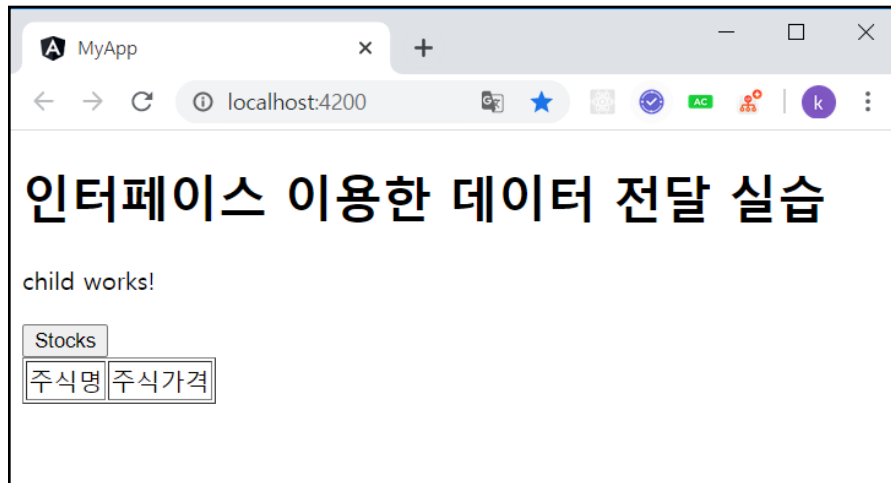 MyApp
localhost:4200
AC
k
인터페이스 이용한 데이터 전달 실습
child works!
Stocks
주식명 주식가격